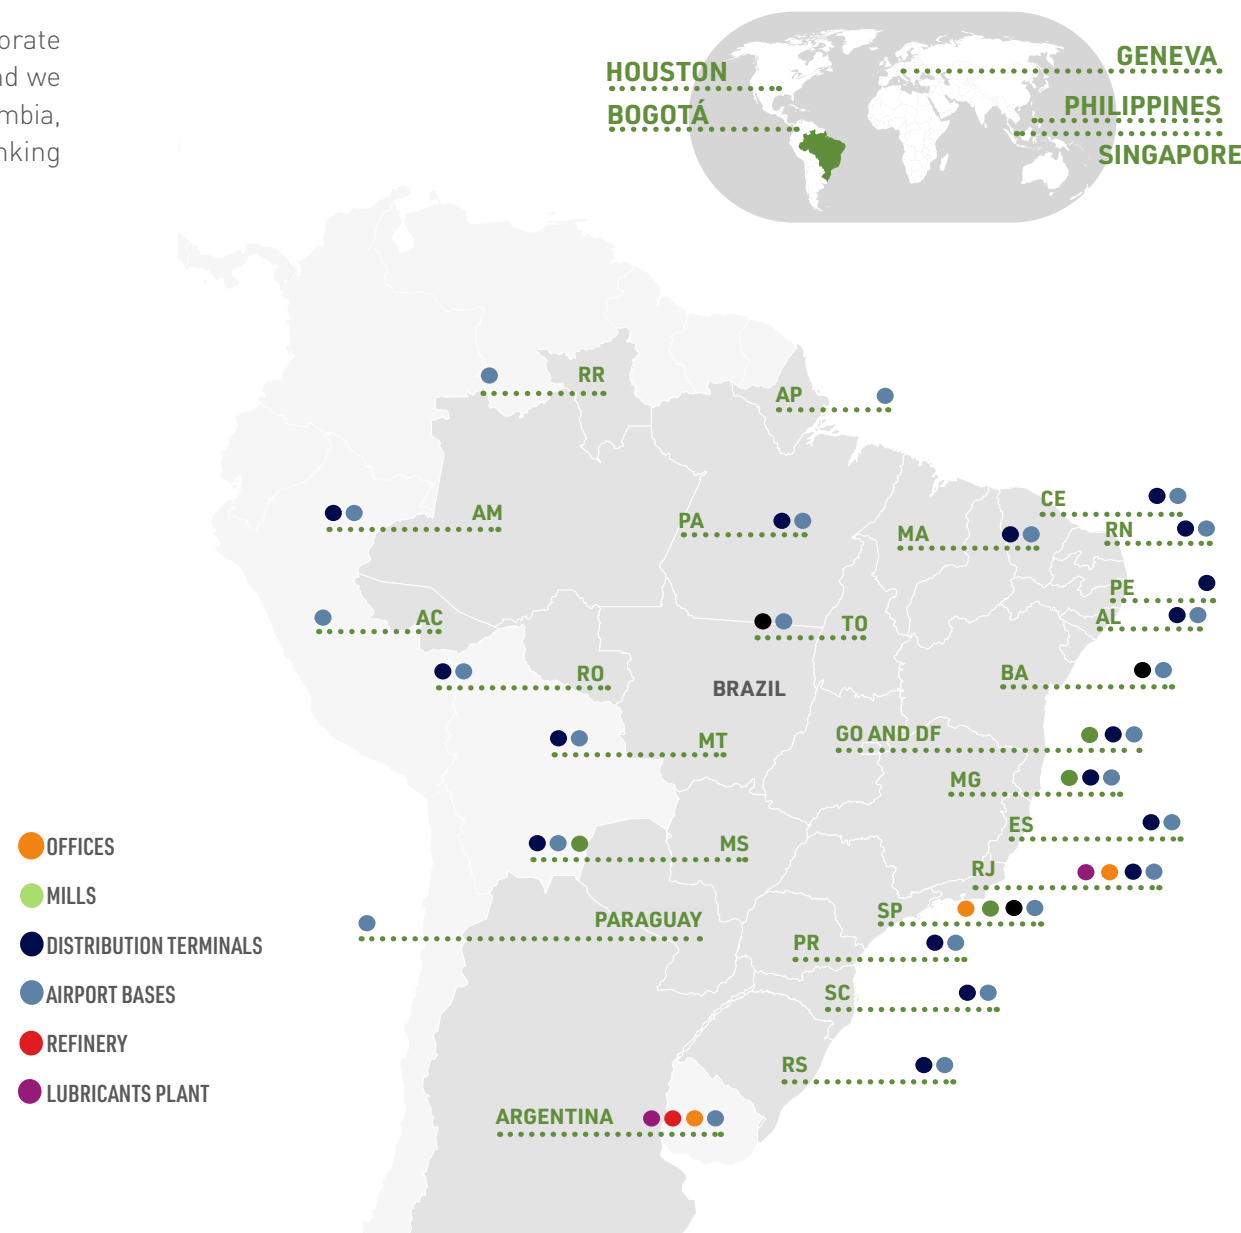 orate
nd we
mbia,
nking
HOUSTON
BOGOTÁ
GENEVA
PHILIPPINES
SINGAPORE
RR
AP
AM
PA
MA
CE
RN
PE
AL
AC
TO
RO
BRAZIL
BA
MT
GO AND DF
MG
MS
ES
RJ
PARAGUAY
SP
PR
SC
RS
ARGENTINA
OFFICES
MILLS
DISTRIBUTION TERMINALS
AIRPORT BASES
REFINERY
LUBRICANTS PLANT